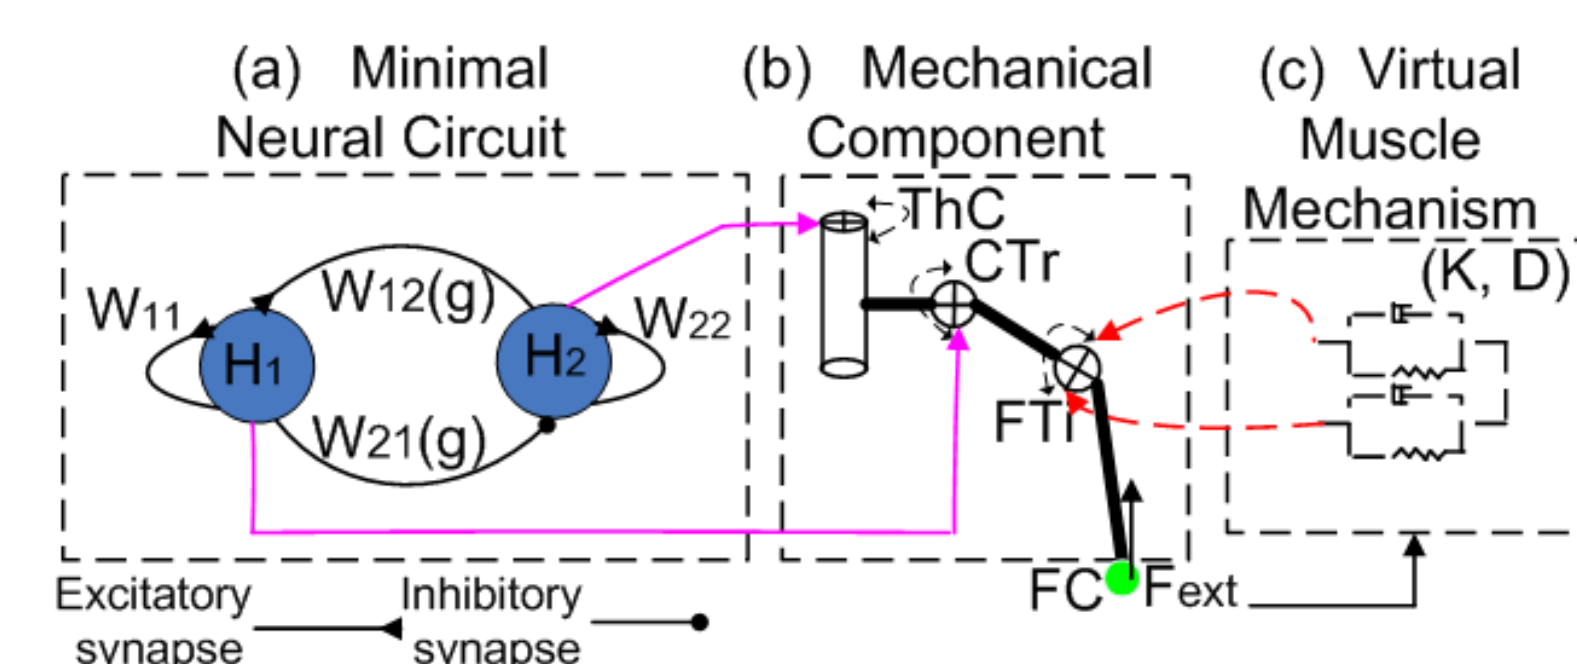 (a) Minimal
Neural Circuit
(b) Mechanical
Component
(c) Virtual
Muscle
Mechanism
W11
W12(g)
W22
H1
H2
W21(g)
ThC
CTr
FTi
FC
Fext
(K, D)
Excitatory
synapse
Inhibitory
synapse